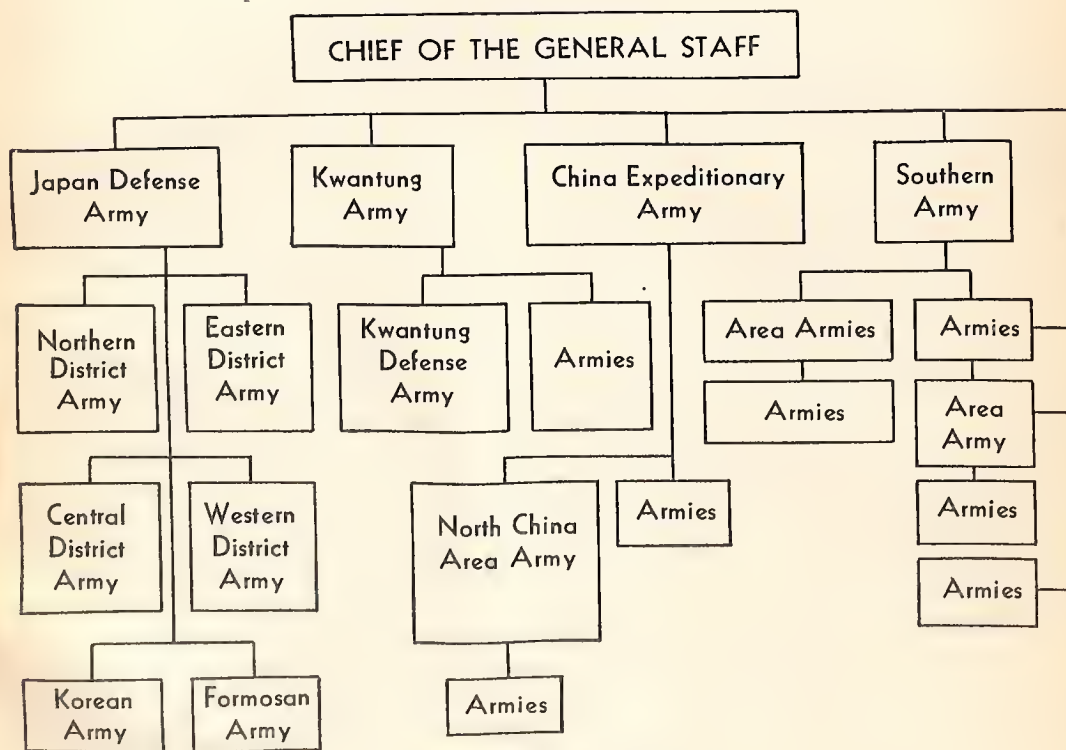 CHIEF OF THE GENERAL STAFF
Japan Defense
Army
Kwantung
Army
China Expeditionary
Army
Southern
Army
Northern
District
Army
Eastern
District
Army
Kwantung
Defense
Army
Armies
Area Armies
Armies
Armies
Area
Army
Armies
Armies
Central
District
Army
Western
District
Army
North China
Area Army
Armies
Armies
Korean
Army
Formosan
Army